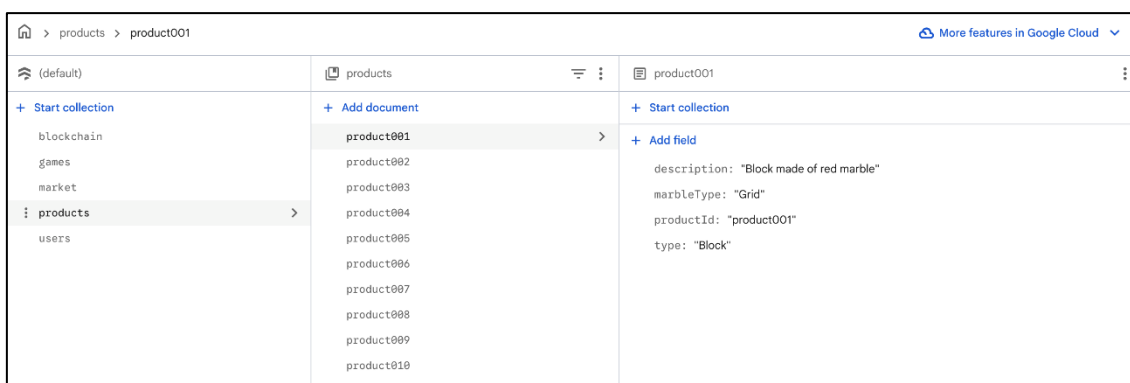 > products > product001
More features in Google Cloud
(default)
+ Start collection
blockchain
games
market
products
users
products
+ Add document
product001
product002
product003
product004
product005
product006
product007
product008
product009
product010
product001
+ Start collection
+ Add field
description: "Block made of red marble"
marbleType: "Grid"
productId: "product001"
type: "Block"